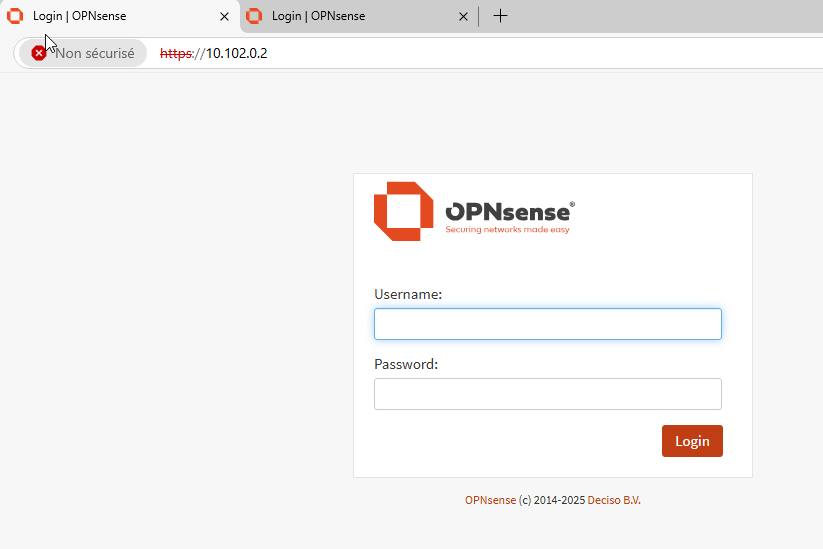 Login | OPNsense
Login | OPNsense
Non sécurisé
https://10.102.0.2
OPNsense®
Securing networks made easy
Username:
Password:
Login
OPNsense (c) 2014-2025 Deciso B.V.